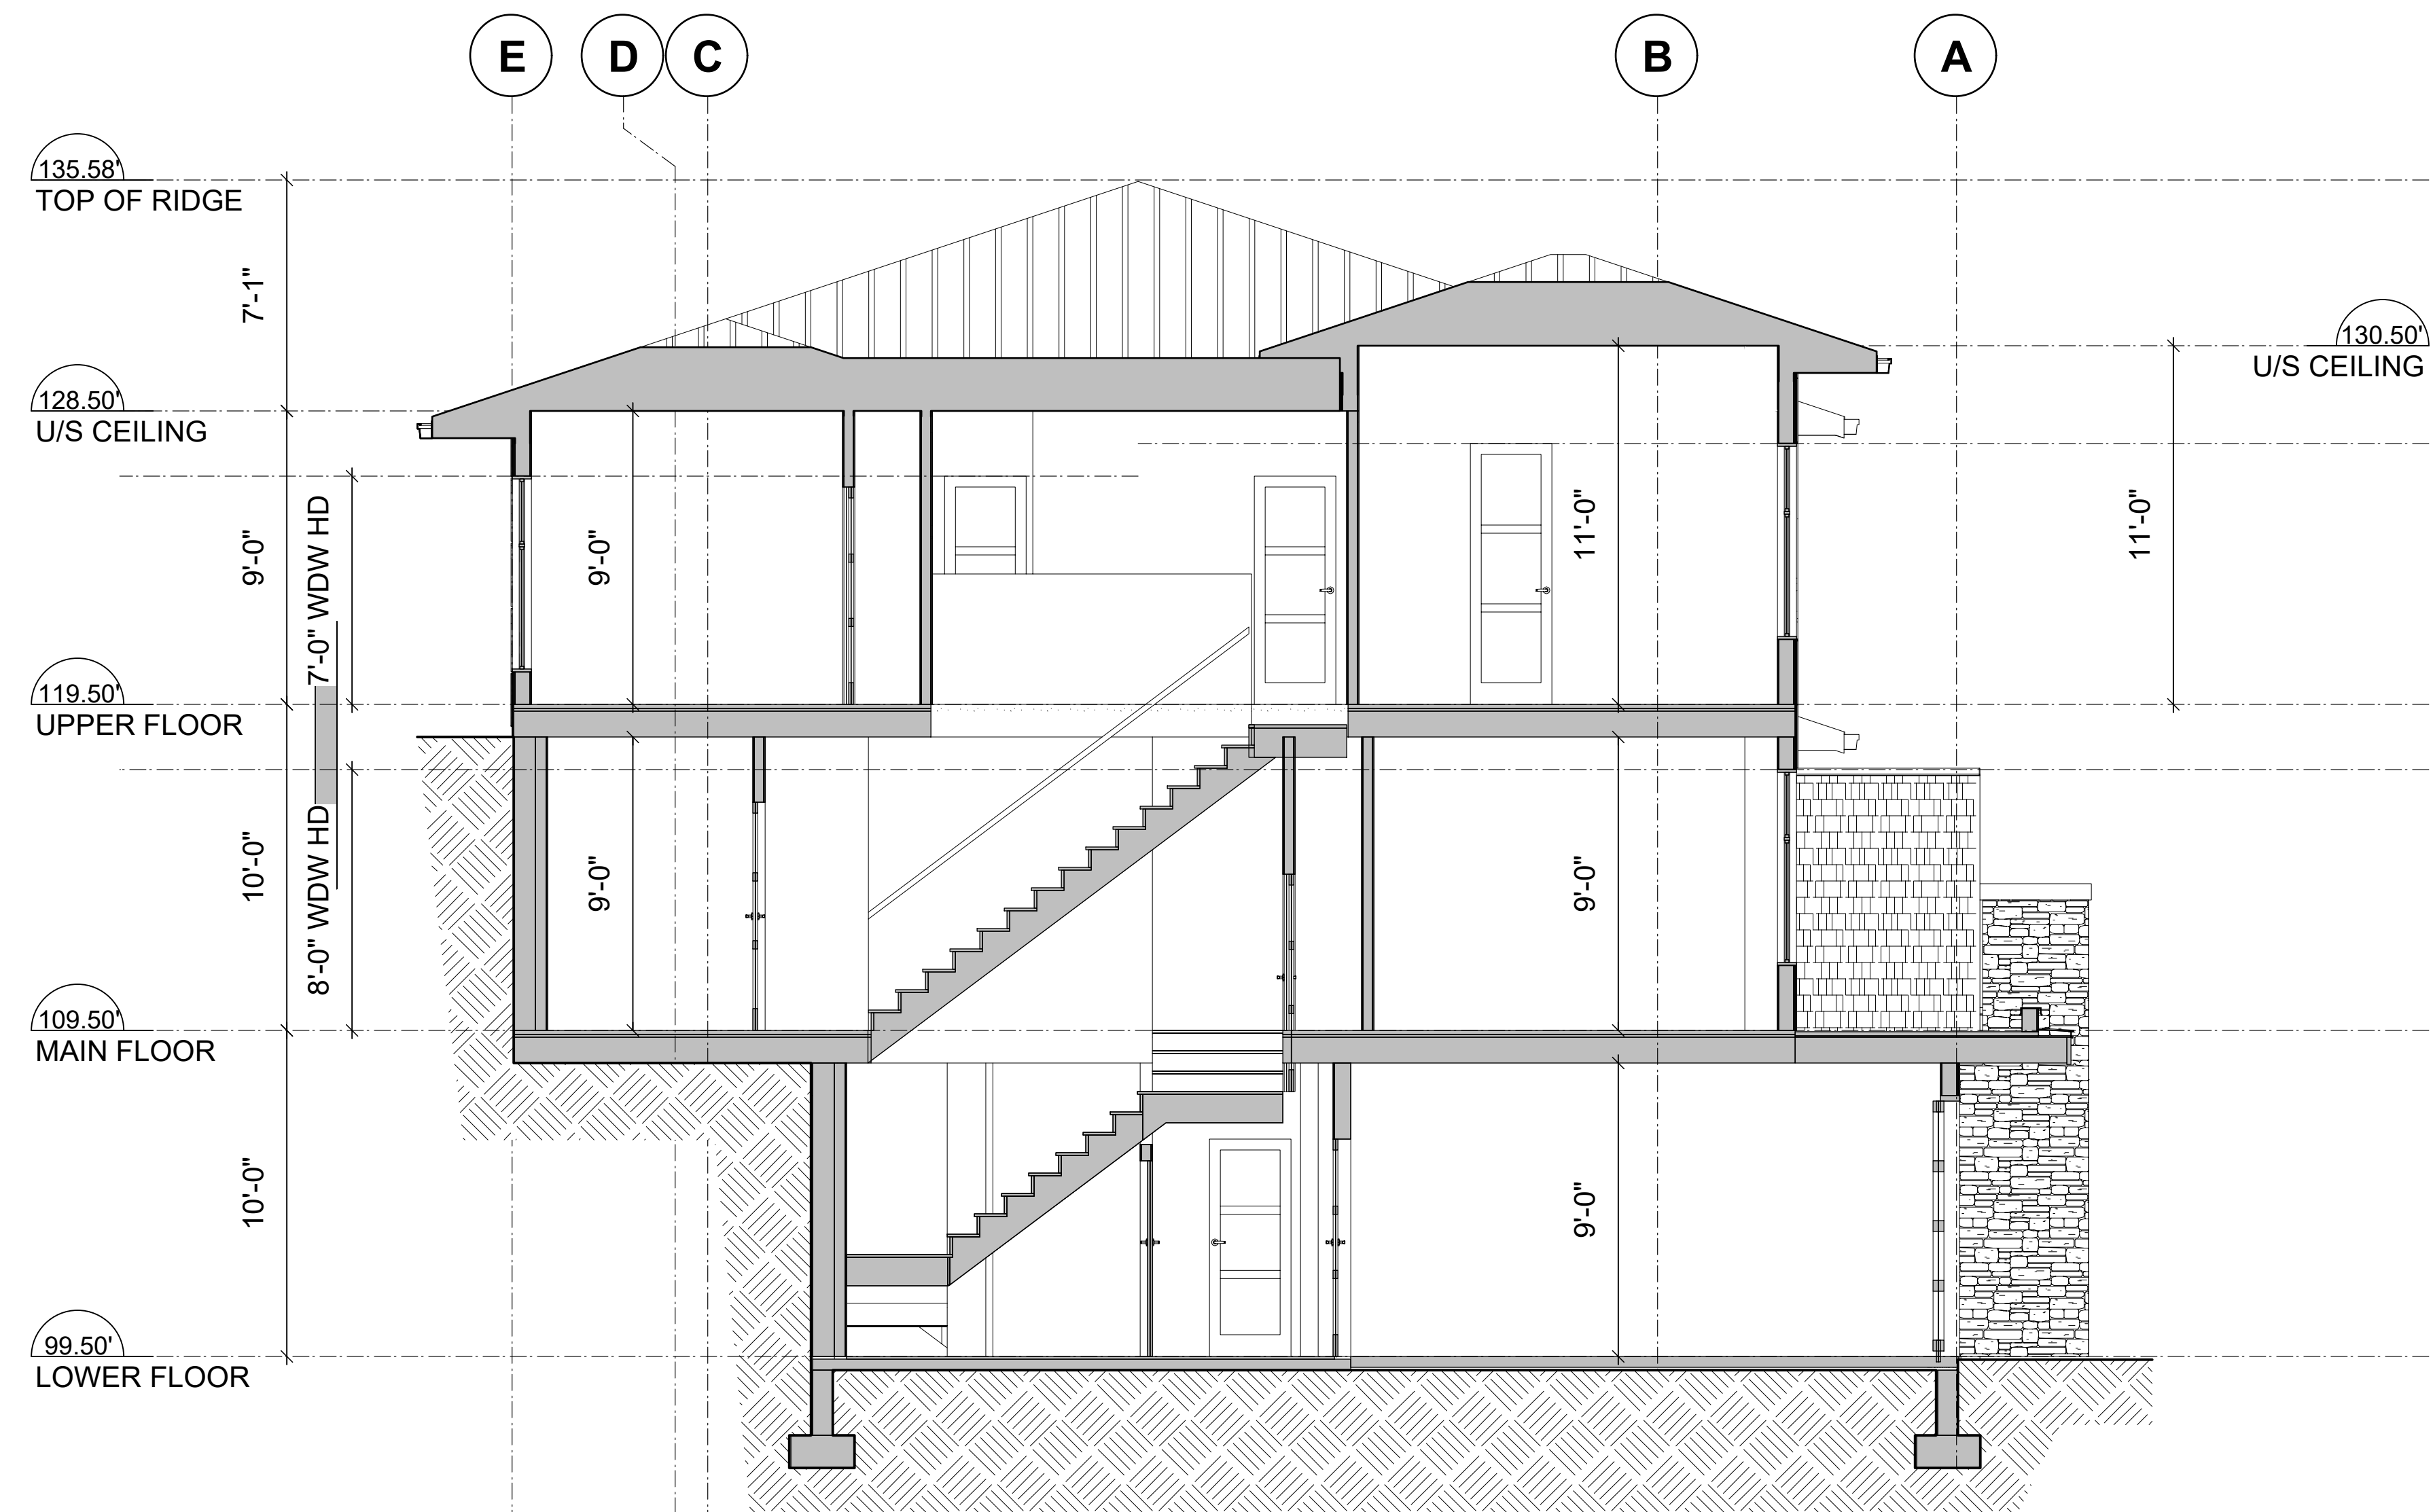 E D C B A
135.58'
TOP OF RIDGE
7'-1"
130.50'
U/S CEILING
128.50'
U/S CEILING
9'-0"
7'-0" WDW HD
9'-0"
11'-0"
11'-0"
119.50'
UPPER FLOOR
10'-0"
8'-0" WDW HD
9'-0"
9'-0"
109.50'
MAIN FLOOR
10'-0"
9'-0"
99.50'
LOWER FLOOR